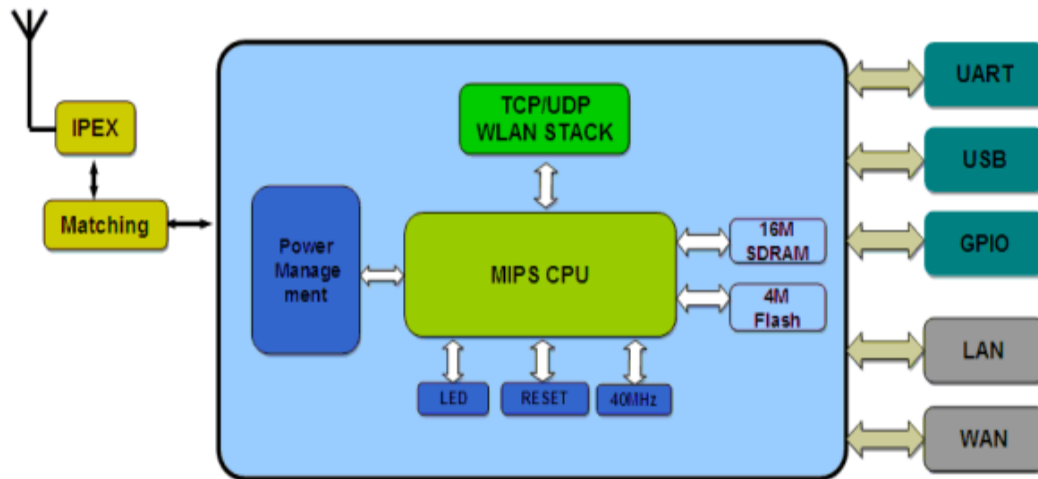 IPEX
Matching
TCP/UDP
WLAN STACK
Power
Manage
ment
MIPS CPU
16M
SDRAM
4M
Flash
LED
RESET
40MHz
UART
USB
GPIO
LAN
WAN